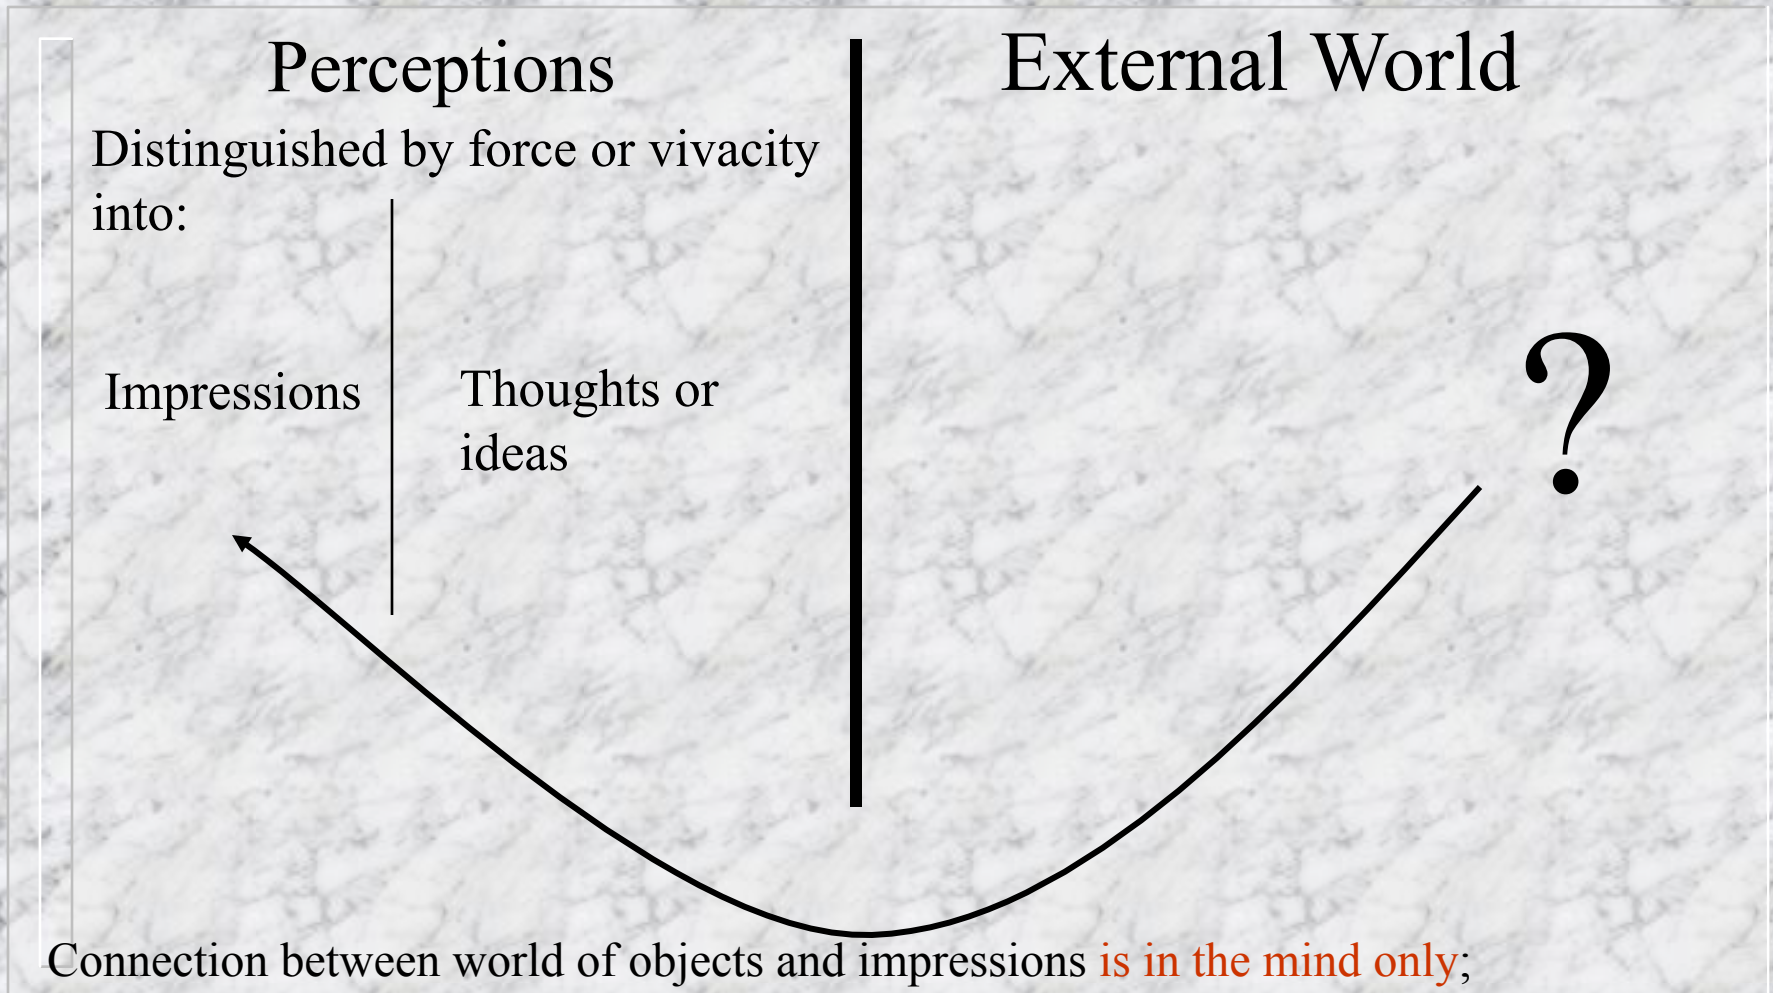 Perceptions
External World
Distinguished by force or vivacity
into:
Impressions
Thoughts or
ideas
?
Connection between world of objects and impressions is in the mind only;